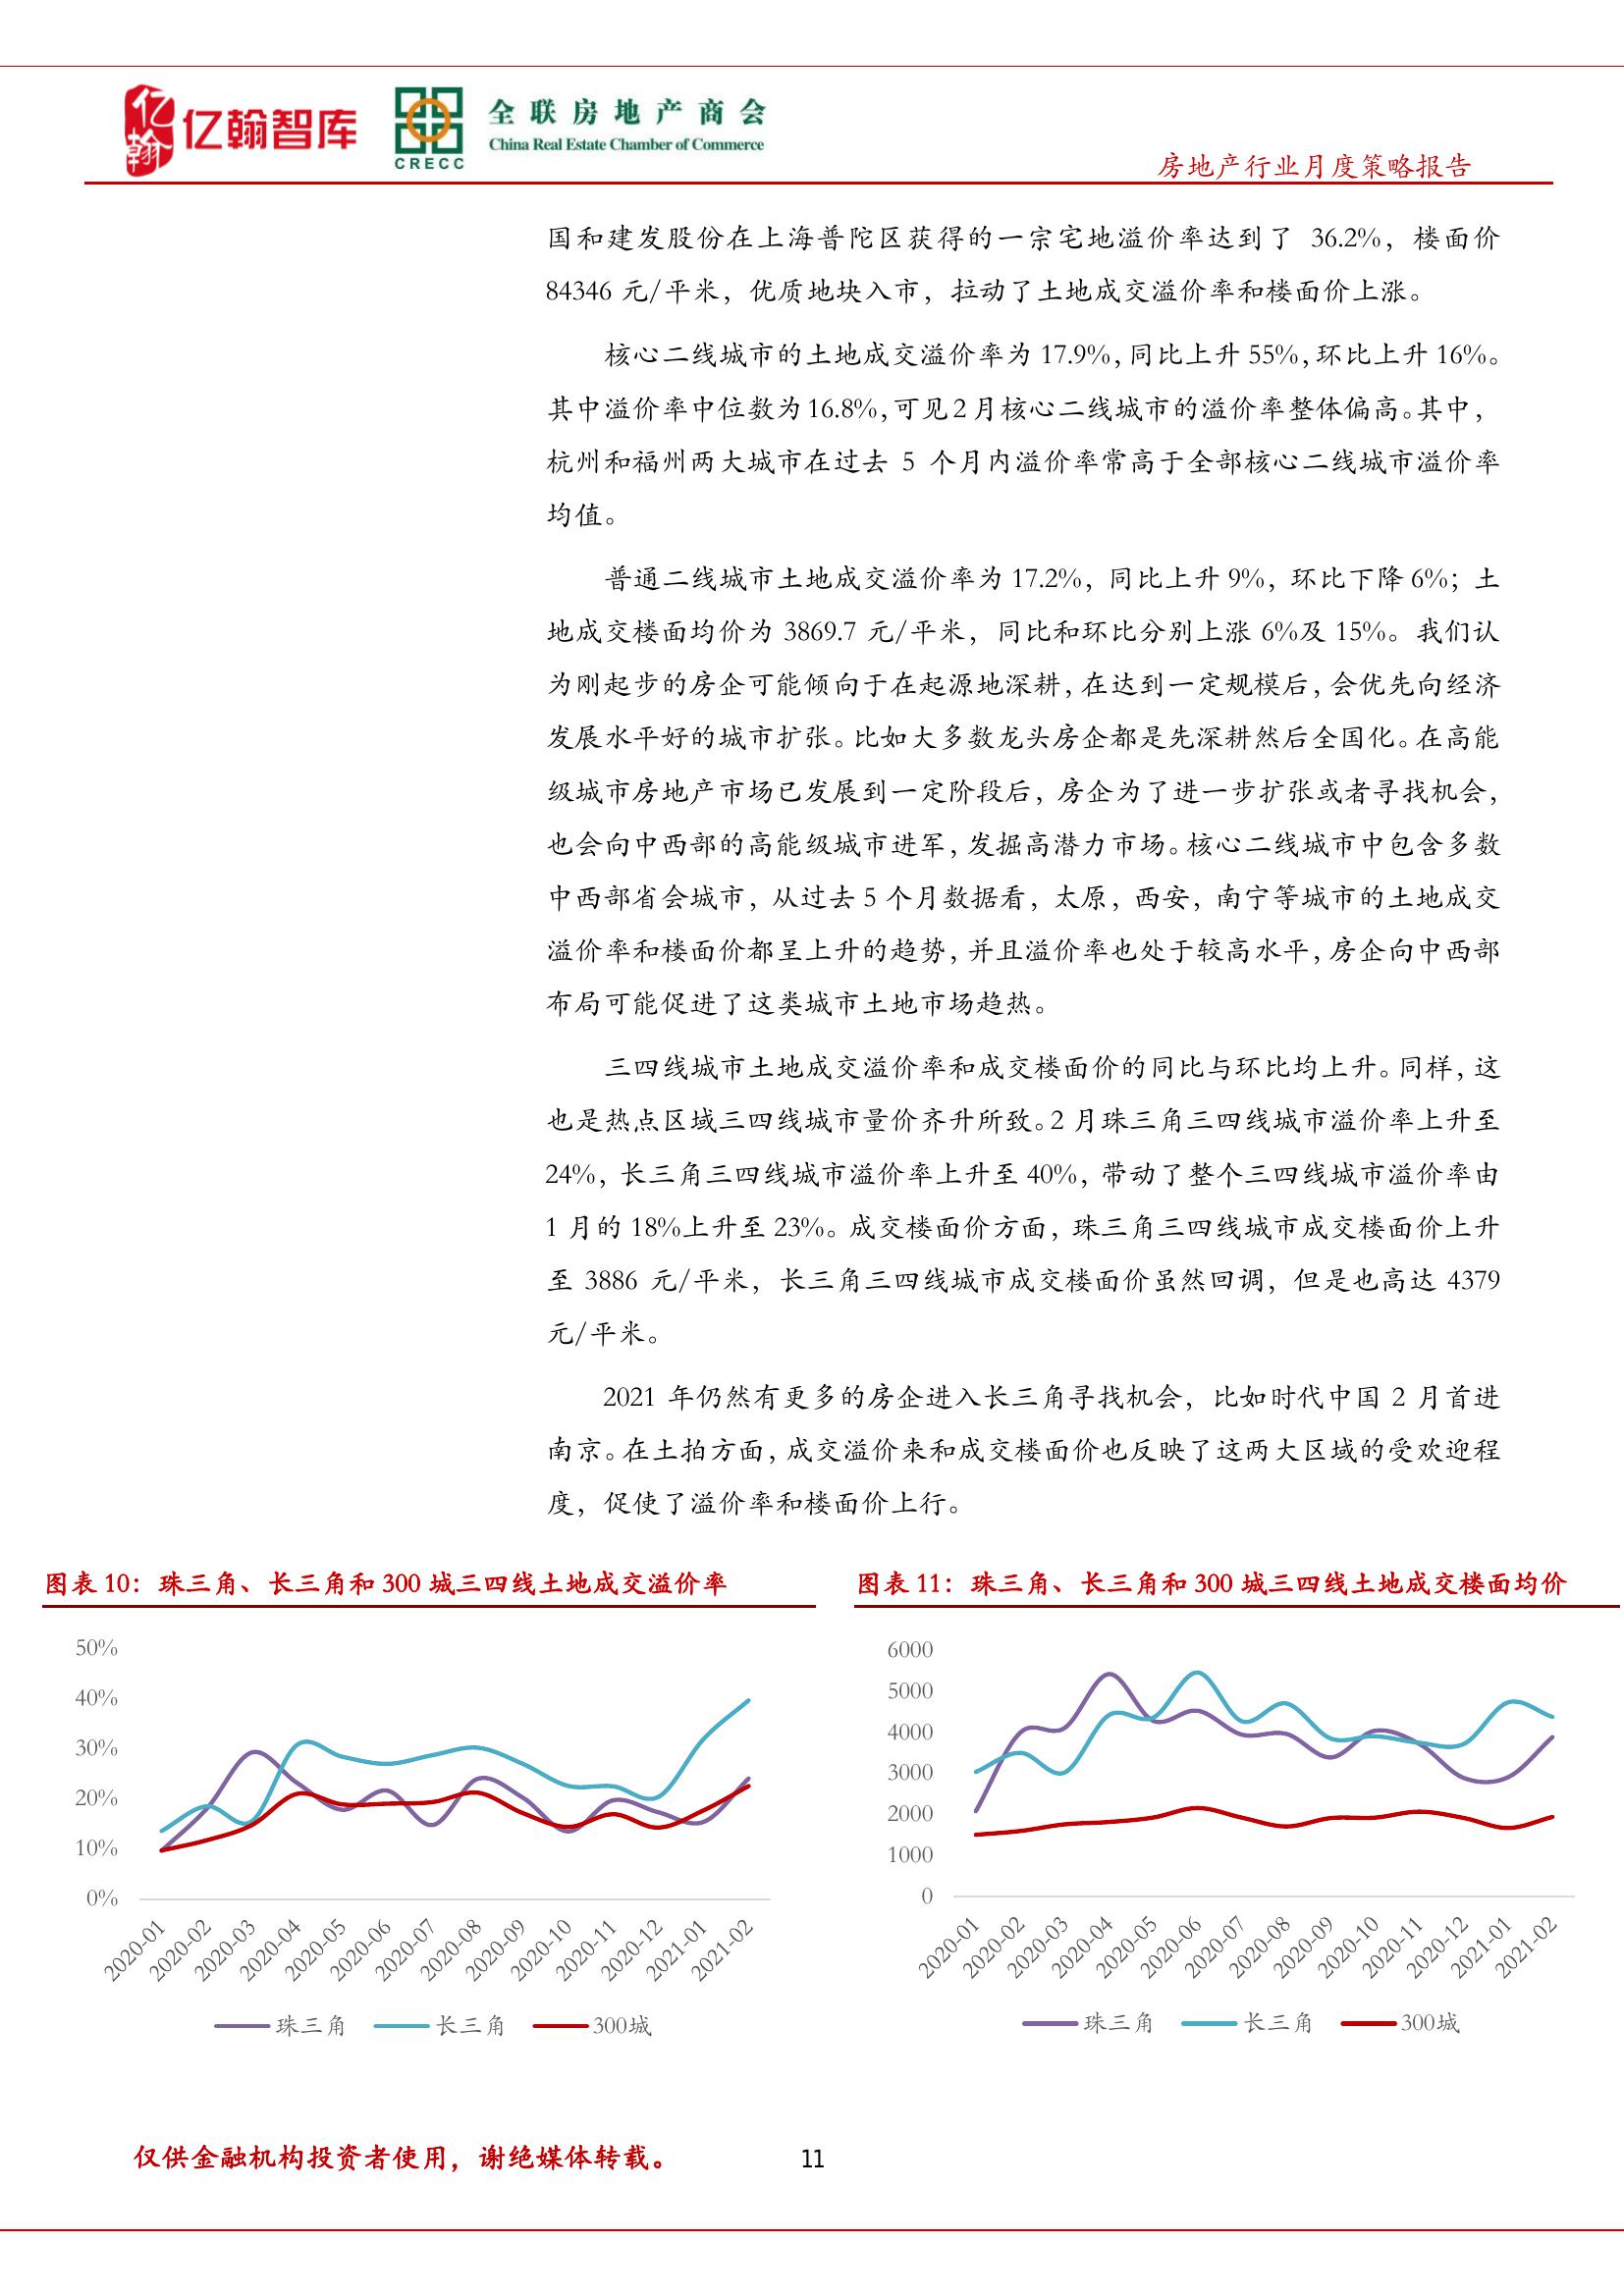 亿翰
亿翰智库
CRECC
全联房地产商会
China Real Estate Chamber of Commerce
房地产行业月度策略报告
国和建发股份在上海普陀区获得的一宗宅地溢价率达到了 36.2%，楼面价
84346 元/平米，优质地块入市，拉动了土地成交溢价率和楼面价上涨。
核心二线城市的土地成交溢价率为 17.9%，同比上升 55%，环比上升 16%。
其中溢价率中位数为 16.8%，可见 2 月核心二线城市的溢价率整体偏高。其中，
杭州和福州两大城市在过去 5 个月内溢价率常高于全部核心二线城市溢价率
均值。
普通二线城市土地成交溢价率为 17.2%，同比上升 9%，环比下降 6%；土
地成交楼面均价为 3869.7 元/平米，同比和环比分别上涨 6%及 15%。我们认
为刚起步的房企可能倾向于在起源地深耕，在达到一定规模后，会优先向经济
发展水平好的城市扩张。比如大多数龙头房企都是先深耕然后全国化。在高能
级城市房地产市场已发展到一定阶段后，房企为了进一步扩张或者寻找机会，
也会向中西部的高能级城市进军，发掘高潜力市场。核心二线城市中包含多数
中西部省会城市，从过去 5 个月数据看，太原，西安，南宁等城市的土地成交
溢价率和楼面价都呈上升的趋势，并且溢价率也处于较高水平，房企向中西部
布局可能促进了这类城市土地市场趋热。
三四线城市土地成交溢价率和成交楼面价的同比与环比均上升。同样，这
也是热点区域三四线城市量价齐升所致。2 月珠三角三四线城市溢价率上升至
24%，长三角三四线城市溢价率上升至 40%，带动了整个三四线城市溢价率由
1 月的 18%上升至 23%。成交楼面价方面，珠三角三四线城市成交楼面价上升
至 3886 元/平米，长三角三四线城市成交楼面价虽然回调，但是也高达 4379
元/平米。
2021 年仍然有更多的房企进入长三角寻找机会，比如时代中国 2 月首进
南京。在土拍方面，成交溢价来和成交楼面价也反映了这两大区域的受欢迎程
度，促使了溢价率和楼面价上行。
图表 10：珠三角、长三角和 300 城三四线土地成交溢价率
50%
40%
30%
20%
10%
0%
2020-01
2020-02
2020-03
2020-04
2020-05
2020-06
2020-07
2020-08
2020-09
2020-10
2020-11
2020-12
2021-01
2021-02
珠三角 长三角 300城
图表 11：珠三角、长三角和 300 城三四线土地成交楼面均价
6000
5000
4000
3000
2000
1000
0
2020-01
2020-02
2020-03
2020-04
2020-05
2020-06
2020-07
2020-08
2020-09
2020-10
2020-11
2020-12
2021-01
2021-02
珠三角 长三角 300城
仅供金融机构投资者使用，谢绝媒体转载。
11